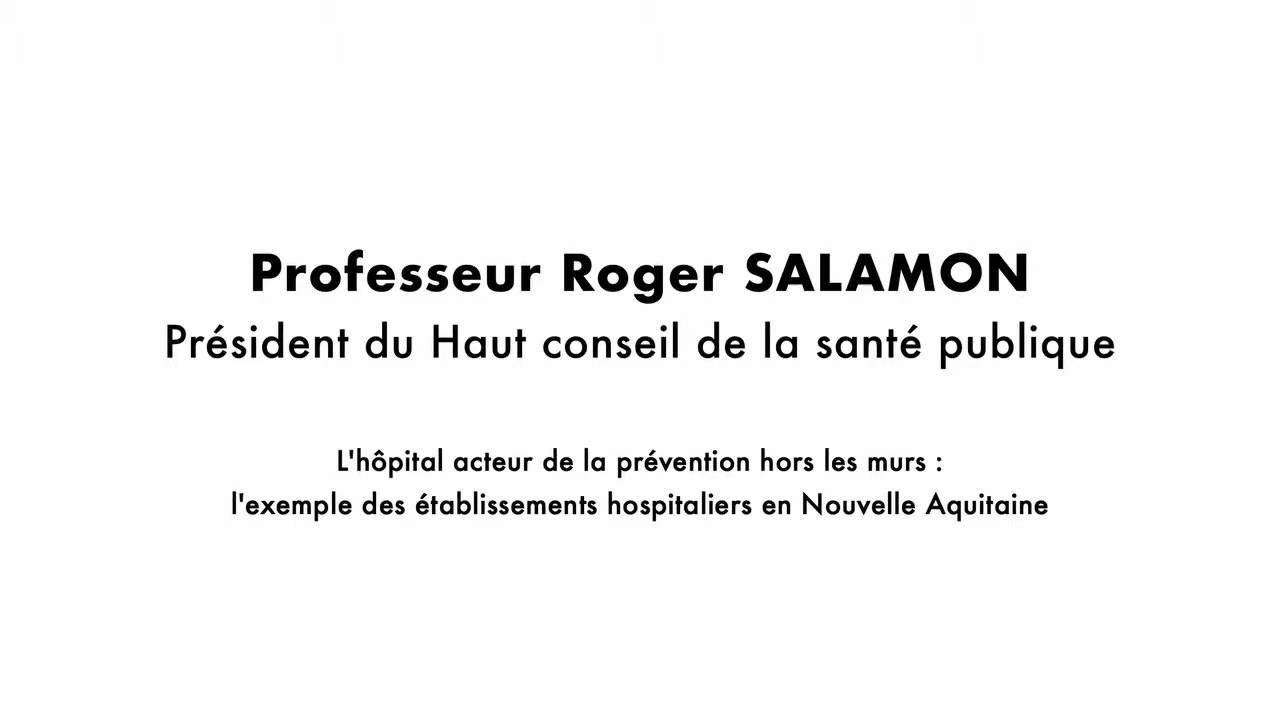 Professeur Roger SALAMON
Président du Haut conseil de la santé publique
L'hôpital acteur de la prévention hors les murs :
l'exemple des établissements hospitaliers en Nouvelle Aquitaine